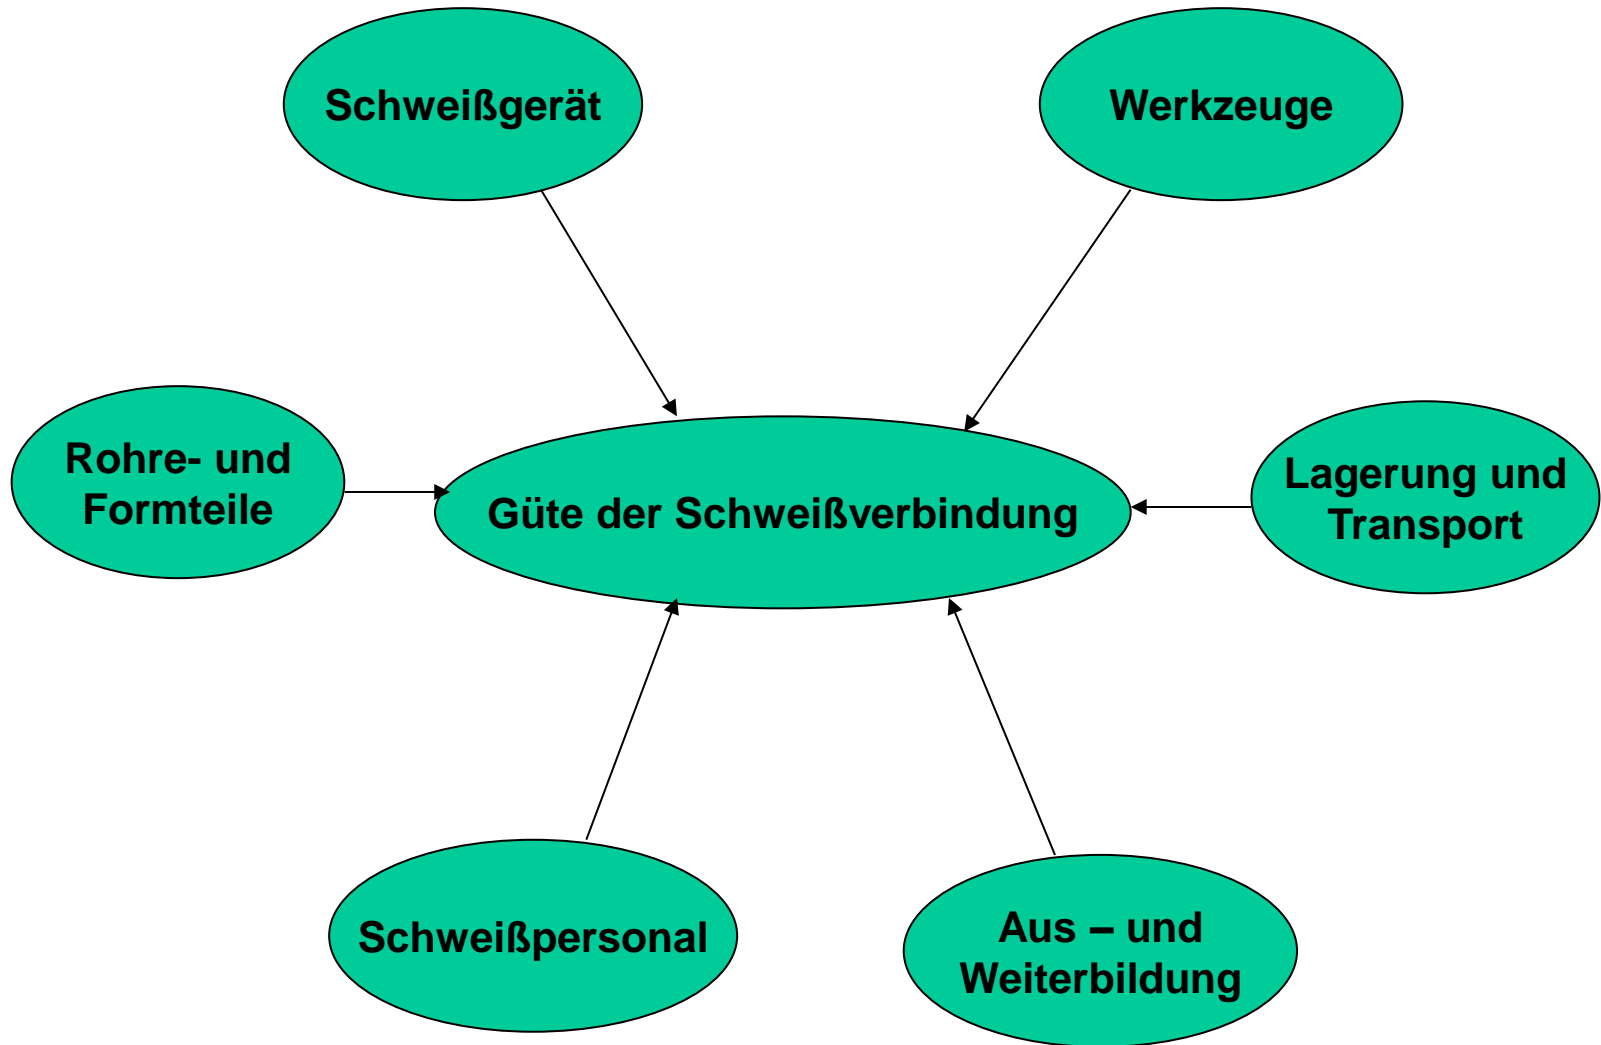 Schweißgerät
Werkzeuge
Rohre- und
Formteile
Güte der Schweißverbindung
Lagerung und
Transport
Schweißpersonal
Aus – und
Weiterbildung